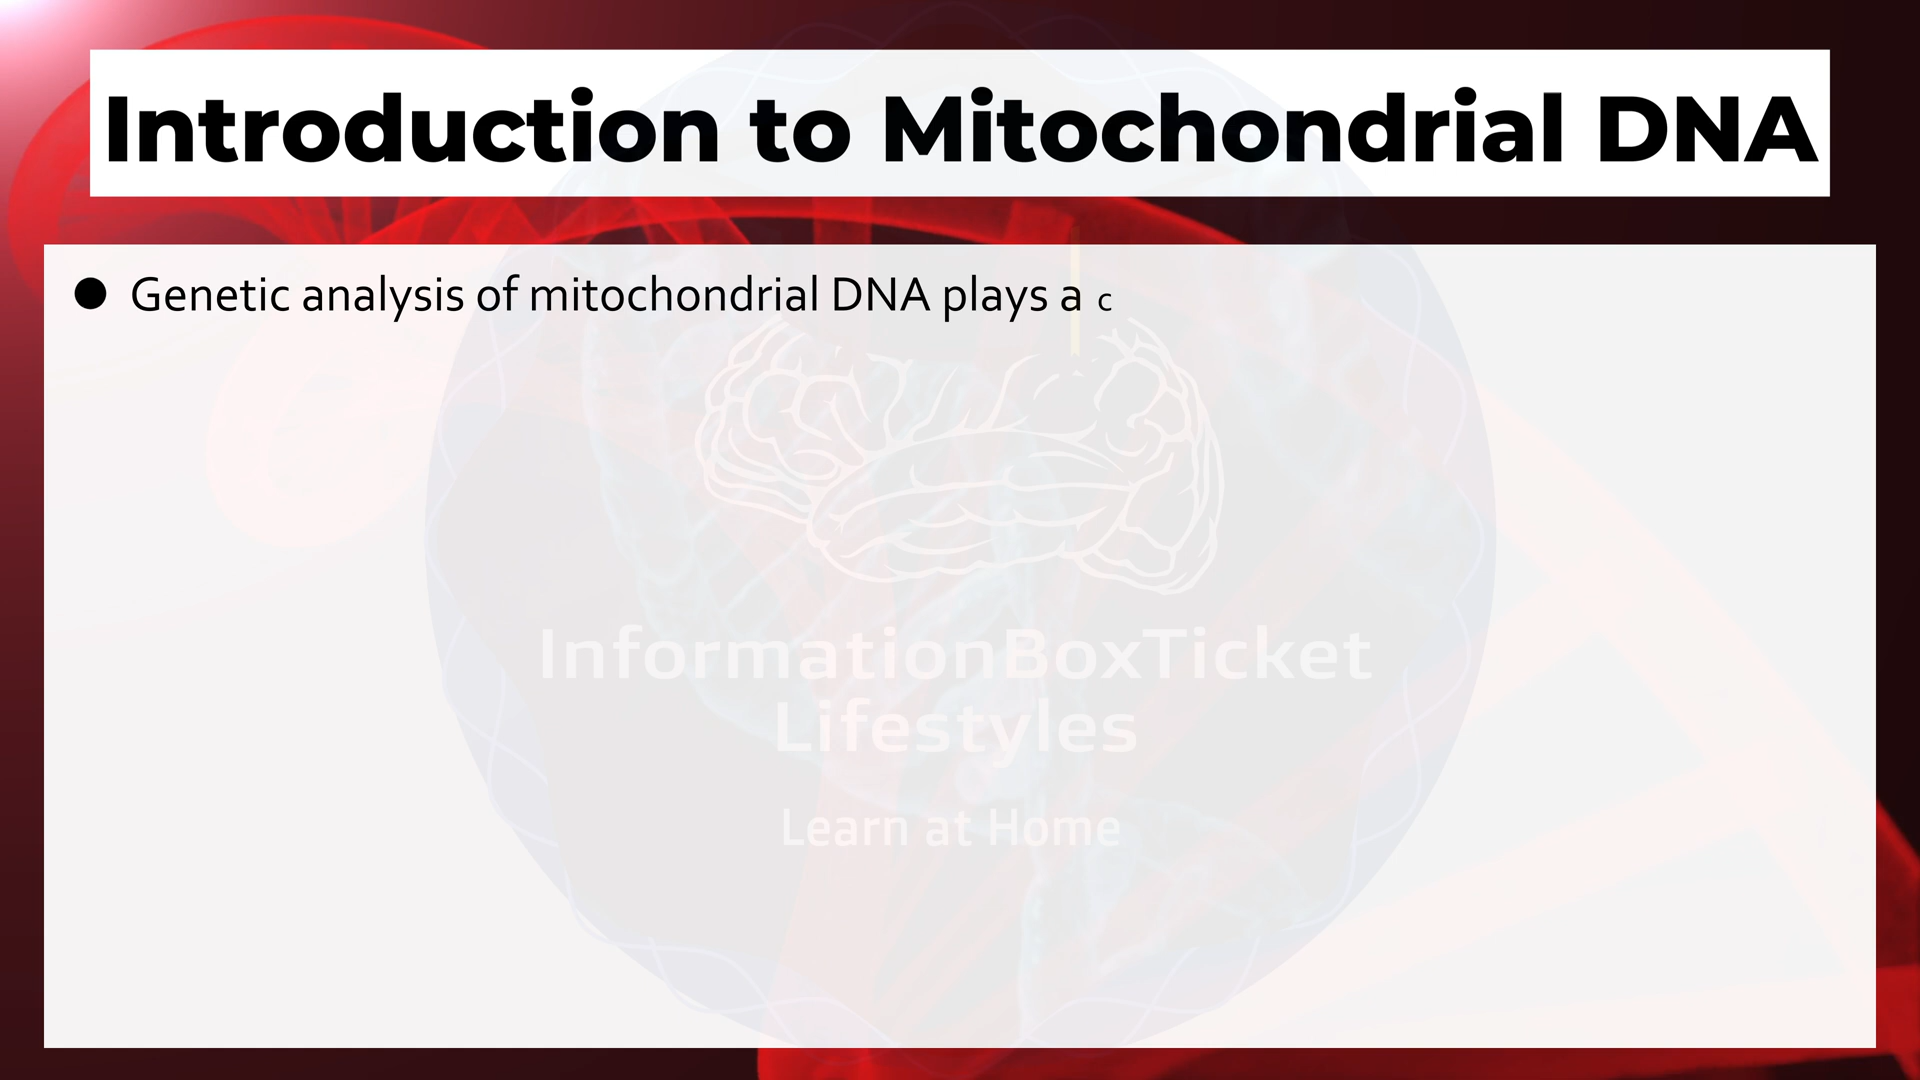 Introduction to Mitochondrial DNA
● Genetic analysis of mitochondrial DNA plays a c
InformationBoxTicket
Lifestyles
Learn at Home